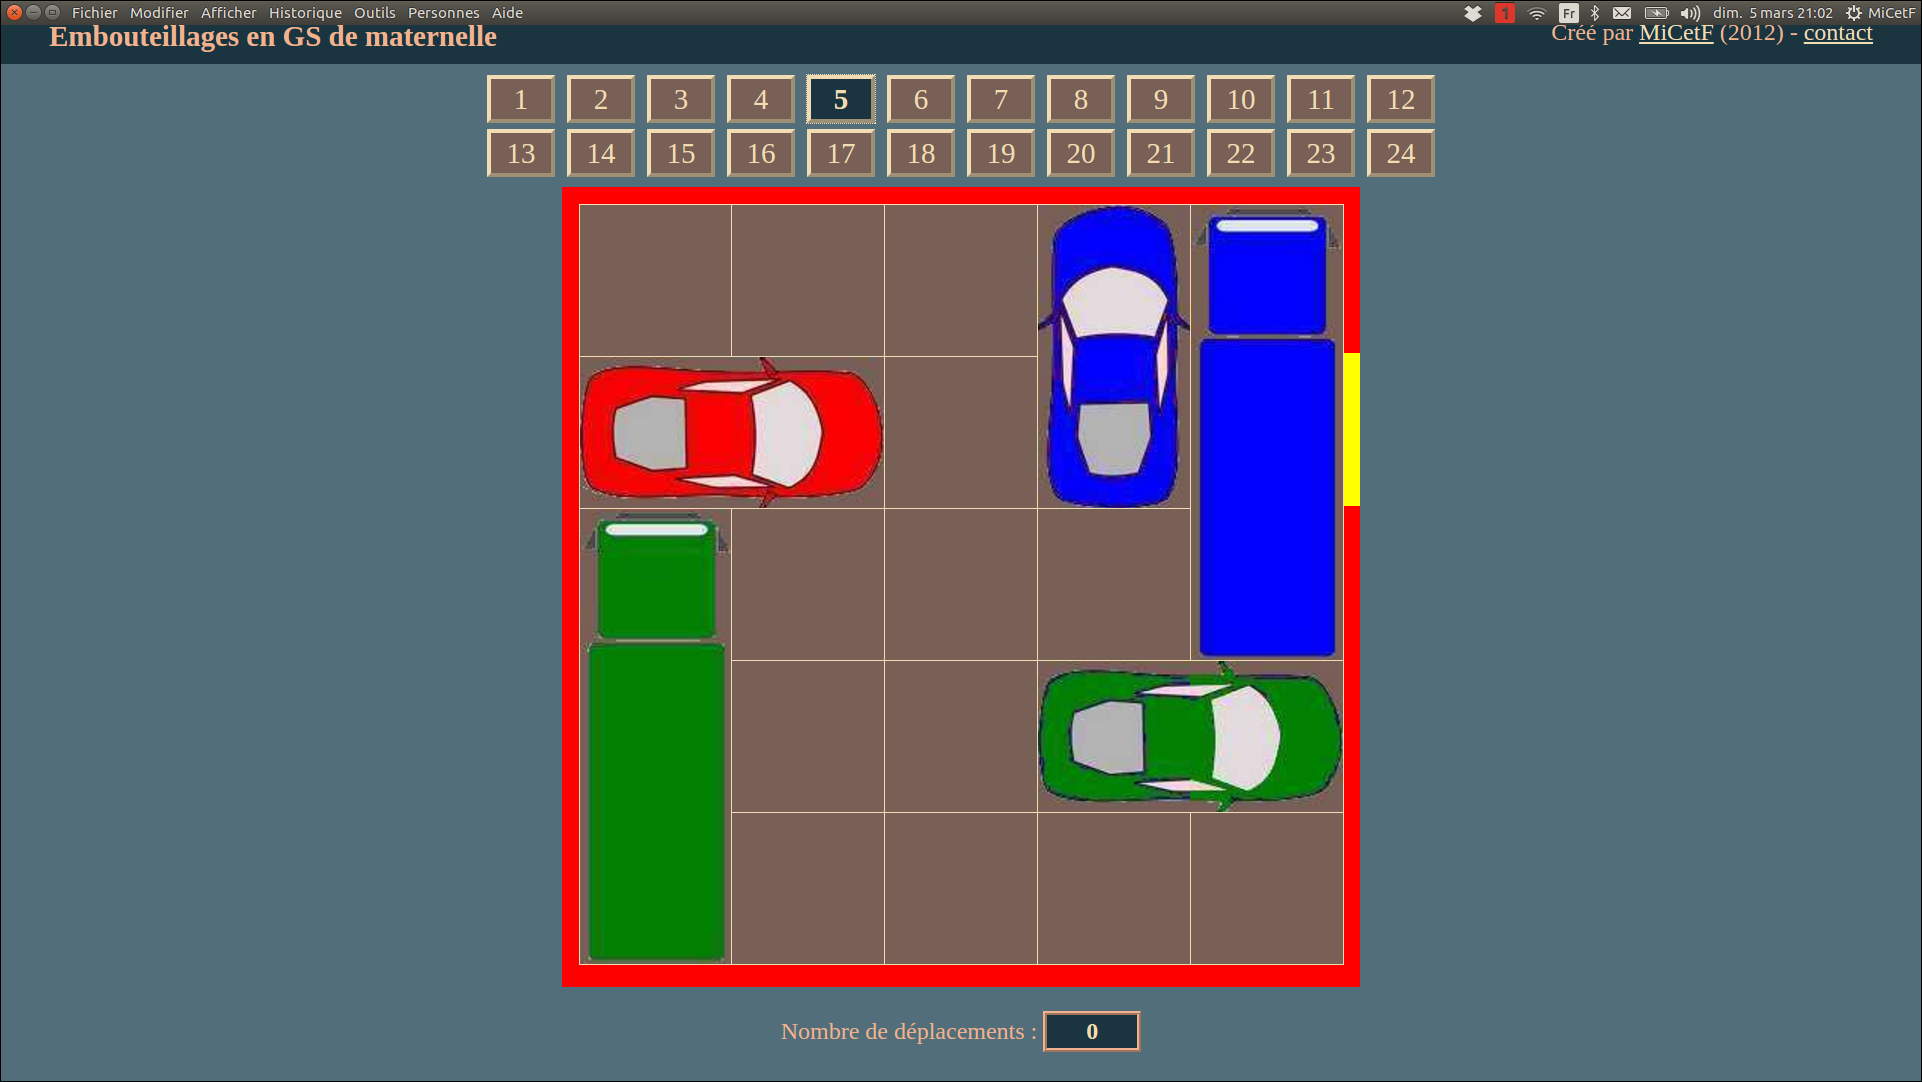 Fichier Modifier Afficher Historique Outils Personnes Aide 1 Fr dim. 5 mars 21:02 MiCetF
Embouteillages en GS de maternelle Créé par MiCetF (2012) - contact
1 2 3 4 5 6 7 8 9 10 11 12
13 14 15 16 17 18 19 20 21 22 23 24
Nombre de déplacements : 0